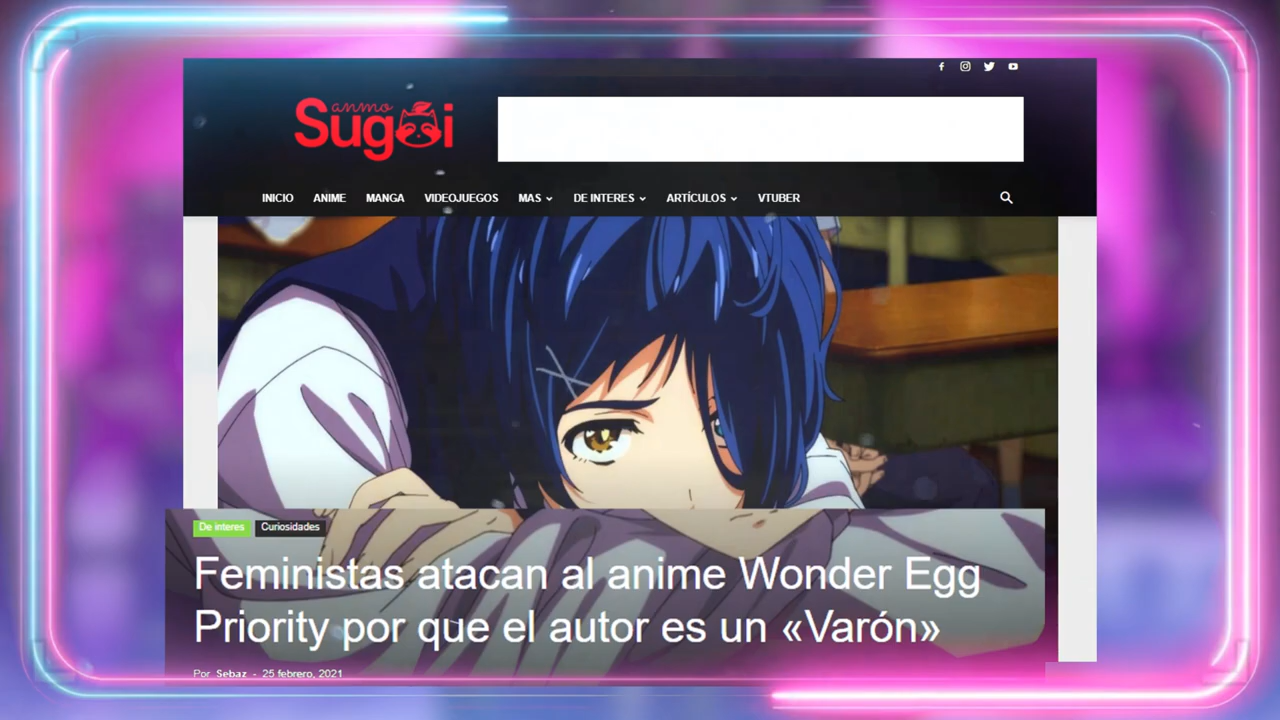 anmo
Sugoi
INICIO ANIME MANGA VIDEOJUEGOS MAS DE INTERES ARTÍCULOS VTUBER
De interes Curiosidades
Feministas atacan al anime Wonder Egg
Priority por que el autor es un «Varón»
Por Sebaz - 25 febrero, 2021